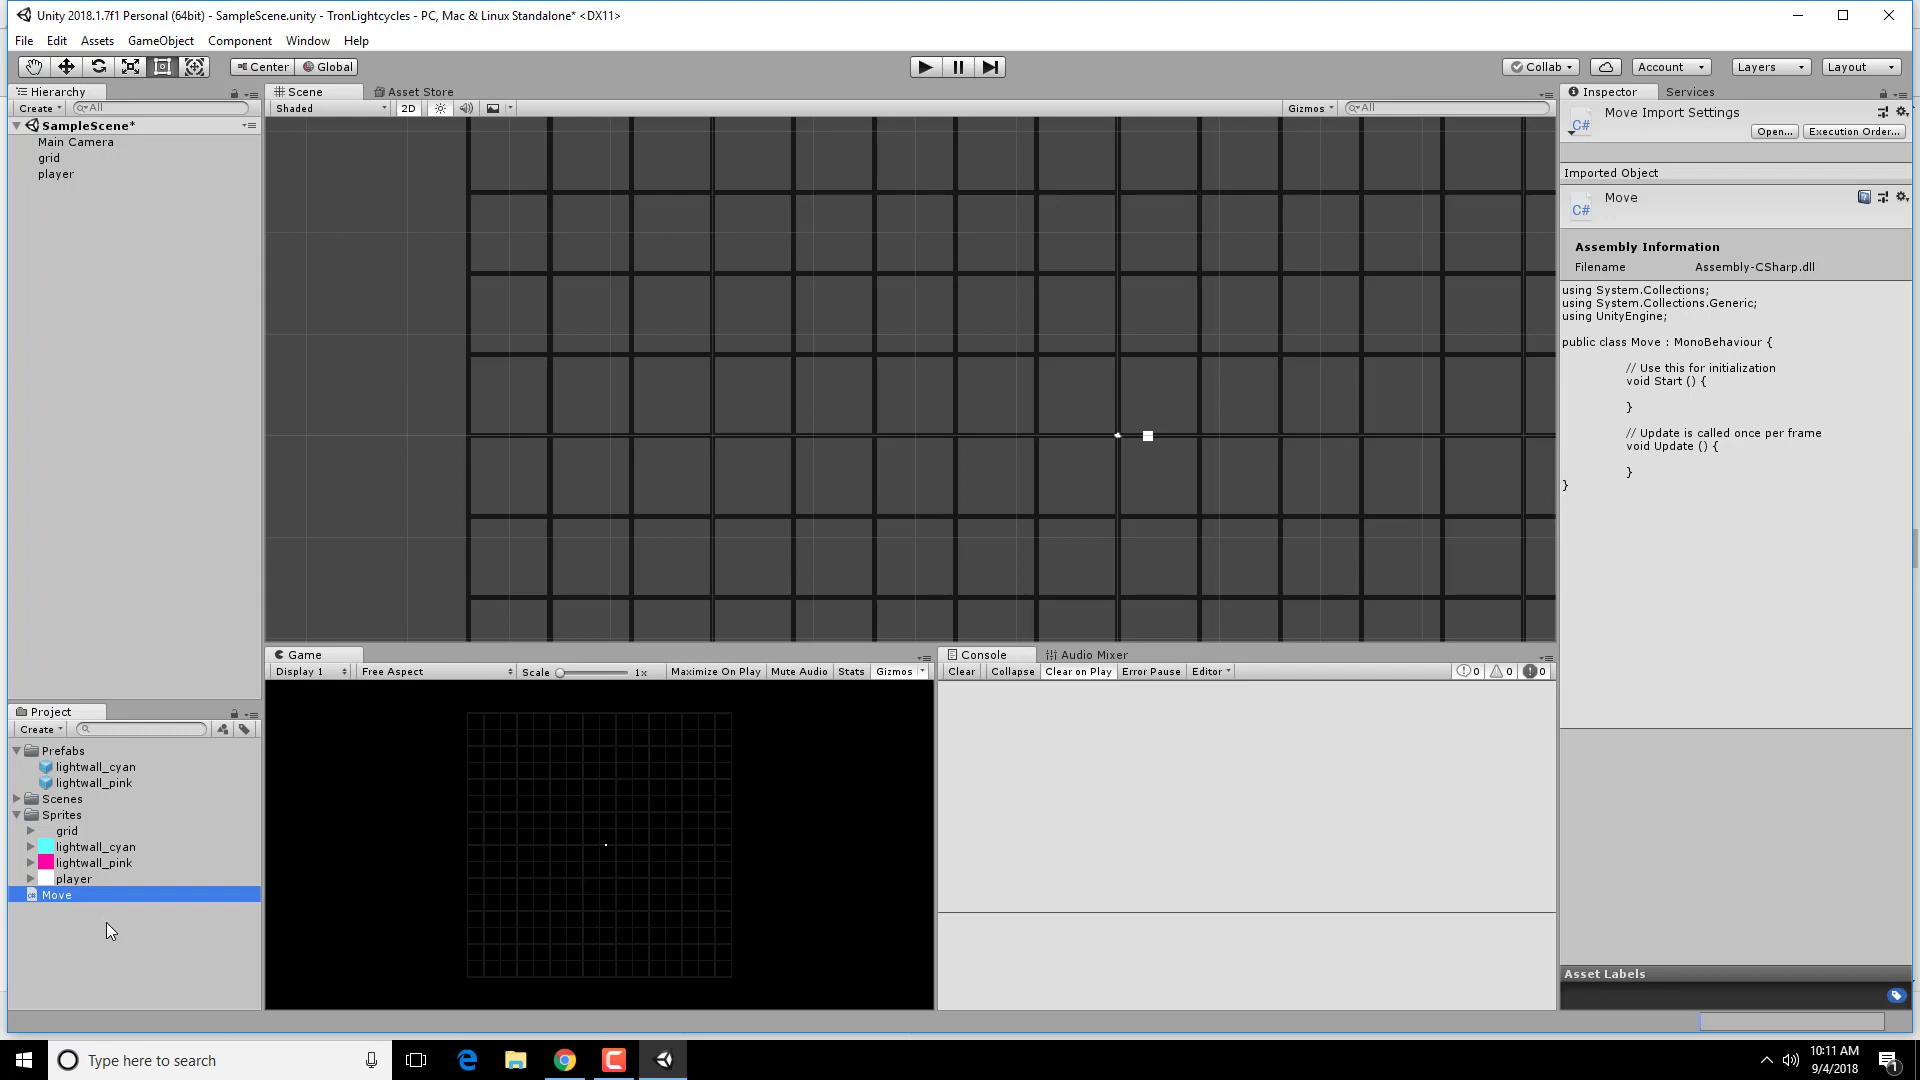 Unity 2018.1.7f1 Personal (64bit) - SampleScene.unity - TronLightcycles - PC, Mac & Linux Standalone* <DX11>
File Edit Assets GameObject Component Window Help
Center Global
Collab Account Layers Layout
Hierarchy
Create All
SampleScene*
Main Camera
grid
player
Scene Asset Store
Shaded 2D Gizmos All
Inspector Services
Move Import Settings
Open... Execution Order...
Imported Object
C#
Move
C#
Assembly Information
Filename Assembly-CSharp.dll
using System.Collections;
using System.Collections.Generic;
using UnityEngine;
public class Move : MonoBehaviour {
// Use this for initialization
void Start () {
}
// Update is called once per frame
void Update () {
}
}
Game
Display 1 Free Aspect Scale 1x Maximize On Play Mute Audio Stats Gizmos
Console Audio Mixer
Clear Collapse Clear on Play Error Pause Editor 0 0 0
Project
Create
Prefabs
lightwall_cyan
lightwall_pink
Scenes
Sprites
grid
lightwall_cyan
lightwall_pink
player
Move
Asset Labels
Type here to search
10:11 AM
9/4/2018
1